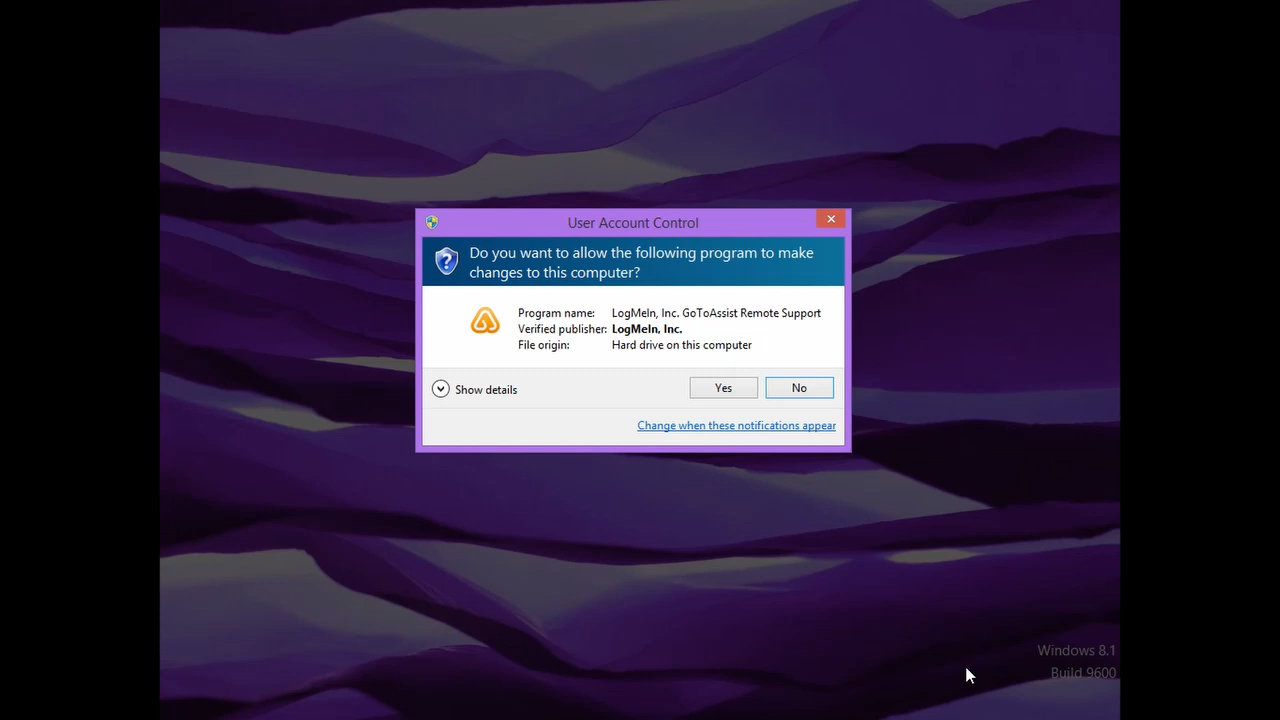 User Account Control
Do you want to allow the following program to make
changes to this computer?
Program name: LogMeIn, Inc. GoToAssist Remote Support
Verified publisher: LogMeIn, Inc.
File origin: Hard drive on this computer
Show details
Yes
No
Change when these notifications appear
Windows 8.1
Build 9600